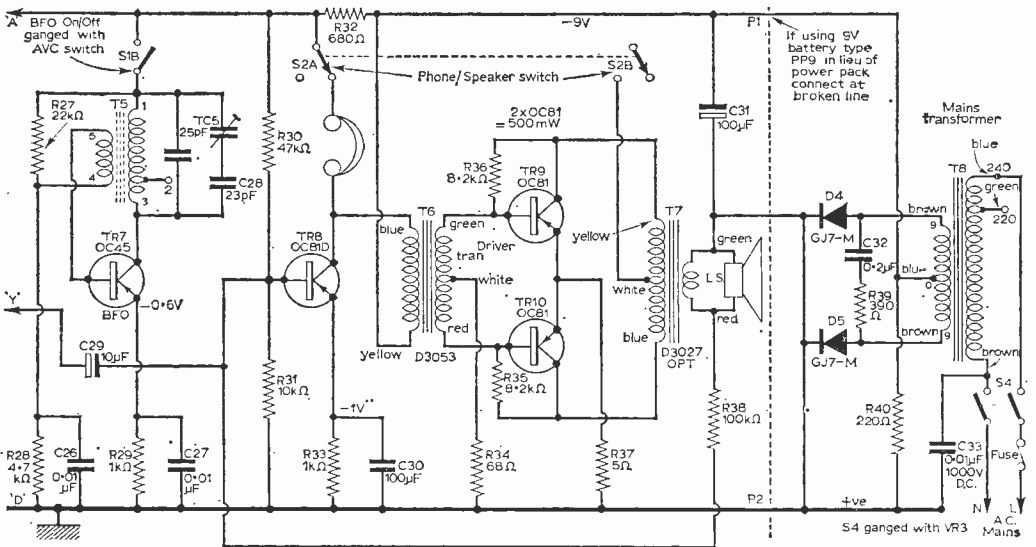 'A'
BFO On/Off
ganged with
AVC switch
S1B
R32
680Ω
-9V
P1
If using 9V
battery type
PP9 in lieu of
power pack
connect at
broken line
S2A
Phone/Speaker switch
S2B
R27
22kΩ
T5
1
5
4
2
3
25pF
TC5
C28
23pF
R30
47kΩ
2xOC81
=500mW
C31
100μF
Mains
transformer
blue
240
green
220
T8
R36
8·2kΩ
TR9
OC81
T7
yellow
white
blue
D3027
OPT
D4
GJ7-M
brown
9
C32
0·2μF
blue
0
R39
390
Ω
D5
GJ7-M
brown
9
brown
TR7
OC45
BFO
-0·6V
TR8
OC81D
blue
T6
green
Driver
tran
white
red
yellow
D3053
TR10
OC81
green
L.S.
red
'Y'
C29
10μF
R31
10kΩ
R35
8·2kΩ
R38
100kΩ
R40
220Ω
S4
Fuse
-1V
R28
4·7
kΩ
C26
0·01
μF
R29
1kΩ
C27
0·01
μF
R33
1kΩ
C30
100μF
R34
68Ω
R37
5Ω
C33
0·01μF
1000V
D.C.
'D'
P2
+ve
N
L
A.C.
Mains
S4 ganged with VR3